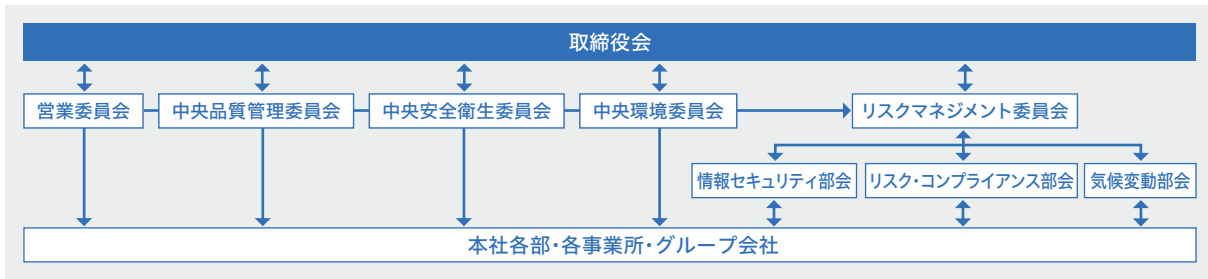 取締役会
営業委員会
中央品質管理委員会
中央安全衛生委員会
中央環境委員会
リスクマネジメント委員会
情報セキュリティ部会
リスク・コンプライアンス部会
気候変動部会
本社各部・各事業所・グループ会社